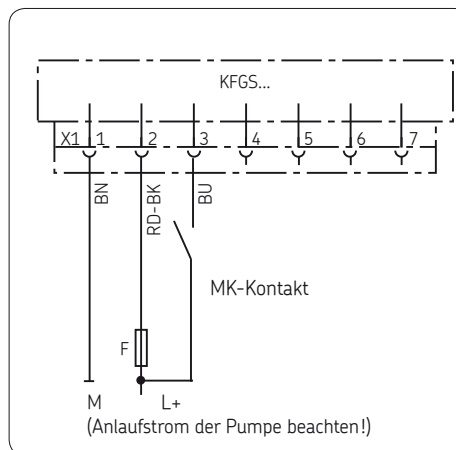 KFGS...
X1 1 2 3 4 5 6 7
BN
RD-BK
BU
MK-Kontakt
F
M L+
(Anlaufstrom der Pumpe beachten!)